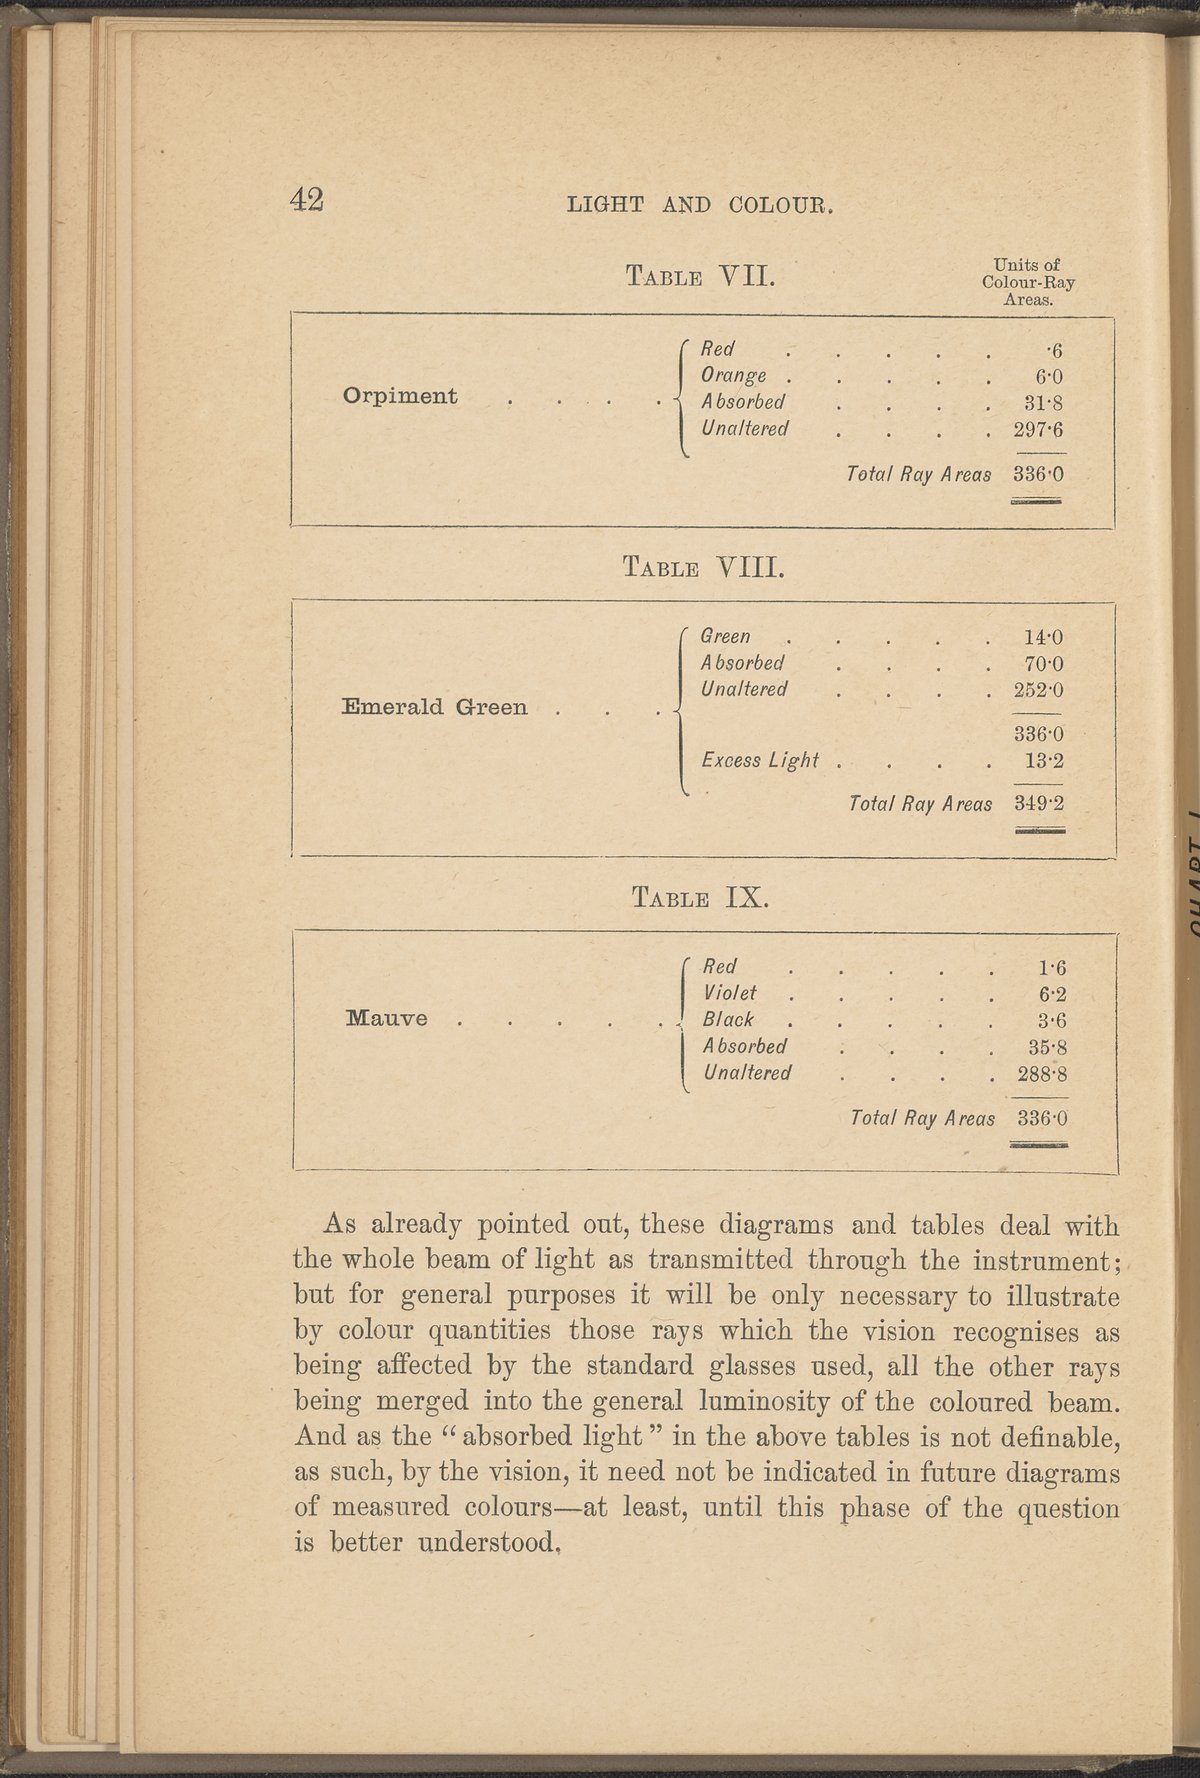 42 LIGHT AND COLOUR.
TABLE VII.
Units of
Colour-Ray
Areas.
Orpiment . . . .
Red . . . . . ·6
Orange . . . . . 6·0
Absorbed . . . . 31·8
Unaltered . . . . 297·6
Total Ray Areas 336·0
TABLE VIII.
Emerald Green . . .
Green . . . . . 14·0
Absorbed . . . . 70·0
Unaltered . . . . 252·0
336·0
Excess Light . . . . 13·2
Total Ray Areas 349·2
TABLE IX.
Mauve . . . . .
Red . . . . . 1·6
Violet . . . . . 6·2
Black . . . . . 3·6
Absorbed . . . . 35·8
Unaltered . . . . 288·8
Total Ray Areas 336·0
As already pointed out, these diagrams and tables deal with
the whole beam of light as transmitted through the instrument;
but for general purposes it will be only necessary to illustrate
by colour quantities those rays which the vision recognises as
being affected by the standard glasses used, all the other rays
being merged into the general luminosity of the coloured beam.
And as the “absorbed light” in the above tables is not definable,
as such, by the vision, it need not be indicated in future diagrams
of measured colours—at least, until this phase of the question
is better understood.
CHART I